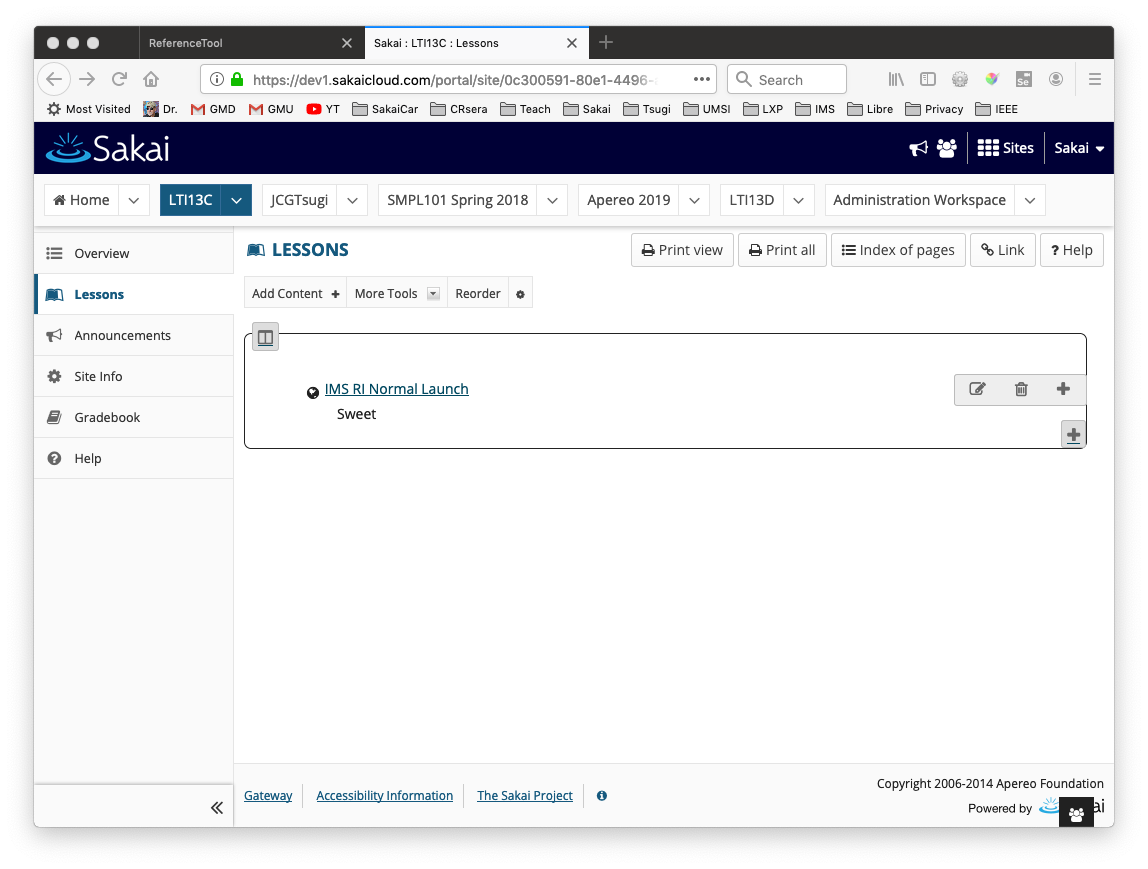 ReferenceTool
Sakai : LTI13C : Lessons
https://dev1.sakaicloud.com/portal/site/0c300591-80e1-4496-
Search
Most Visited Dr. GMD GMU YT SakaiCar CRsera Teach Sakai Tsugi UMSI LXP IMS Libre Privacy IEEE
Sakai
Sites
Sakai
Home LTI13C JCGTsugi SMPL101 Spring 2018 Apereo 2019 LTI13D Administration Workspace
Overview
Lessons
Announcements
Site Info
Gradebook
Help
LESSONS
Print view Print all Index of pages Link ? Help
Add Content + More Tools Reorder
IMS RI Normal Launch
Sweet
Gateway Accessibility Information The Sakai Project
Copyright 2006-2014 Apereo Foundation
Powered by